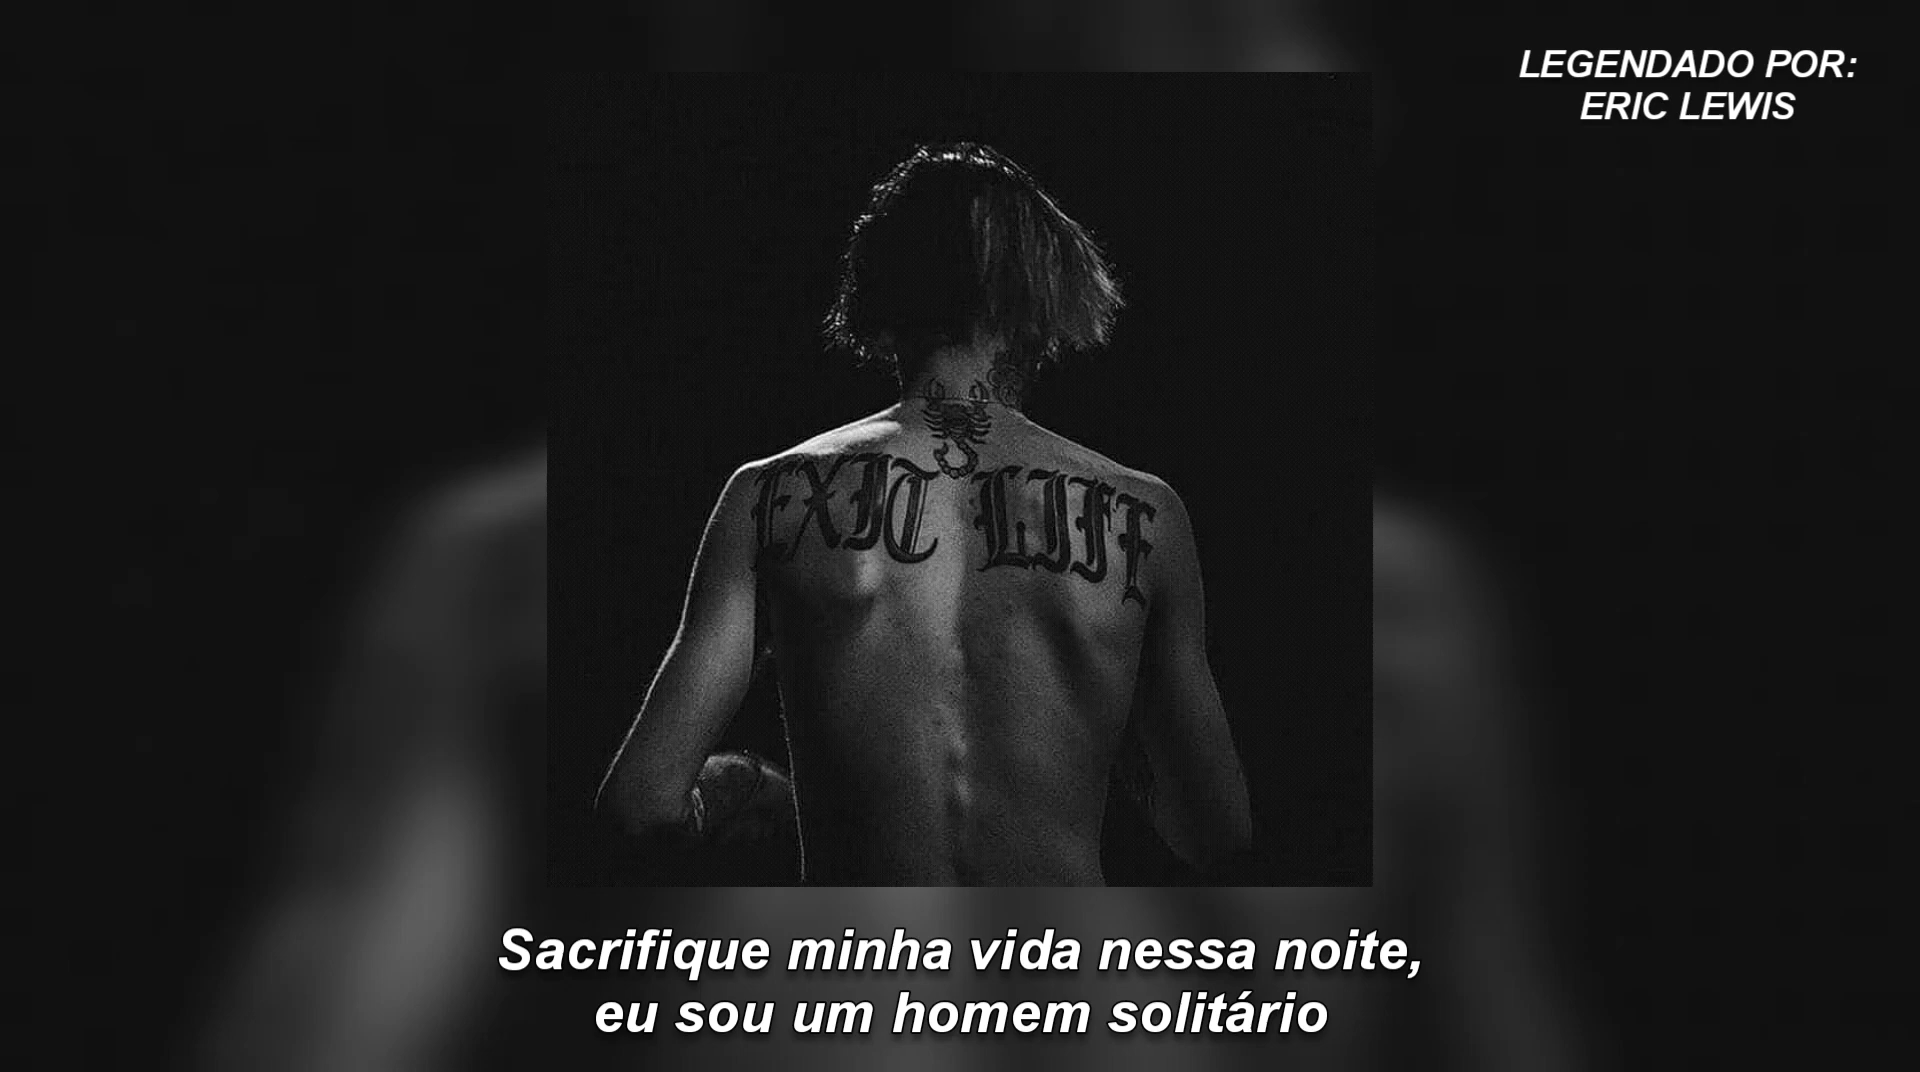 LEGENDADO POR:
ERIC LEWIS
EXIT LIFE
Sacrifique minha vida nessa noite,
eu sou um homem solitário